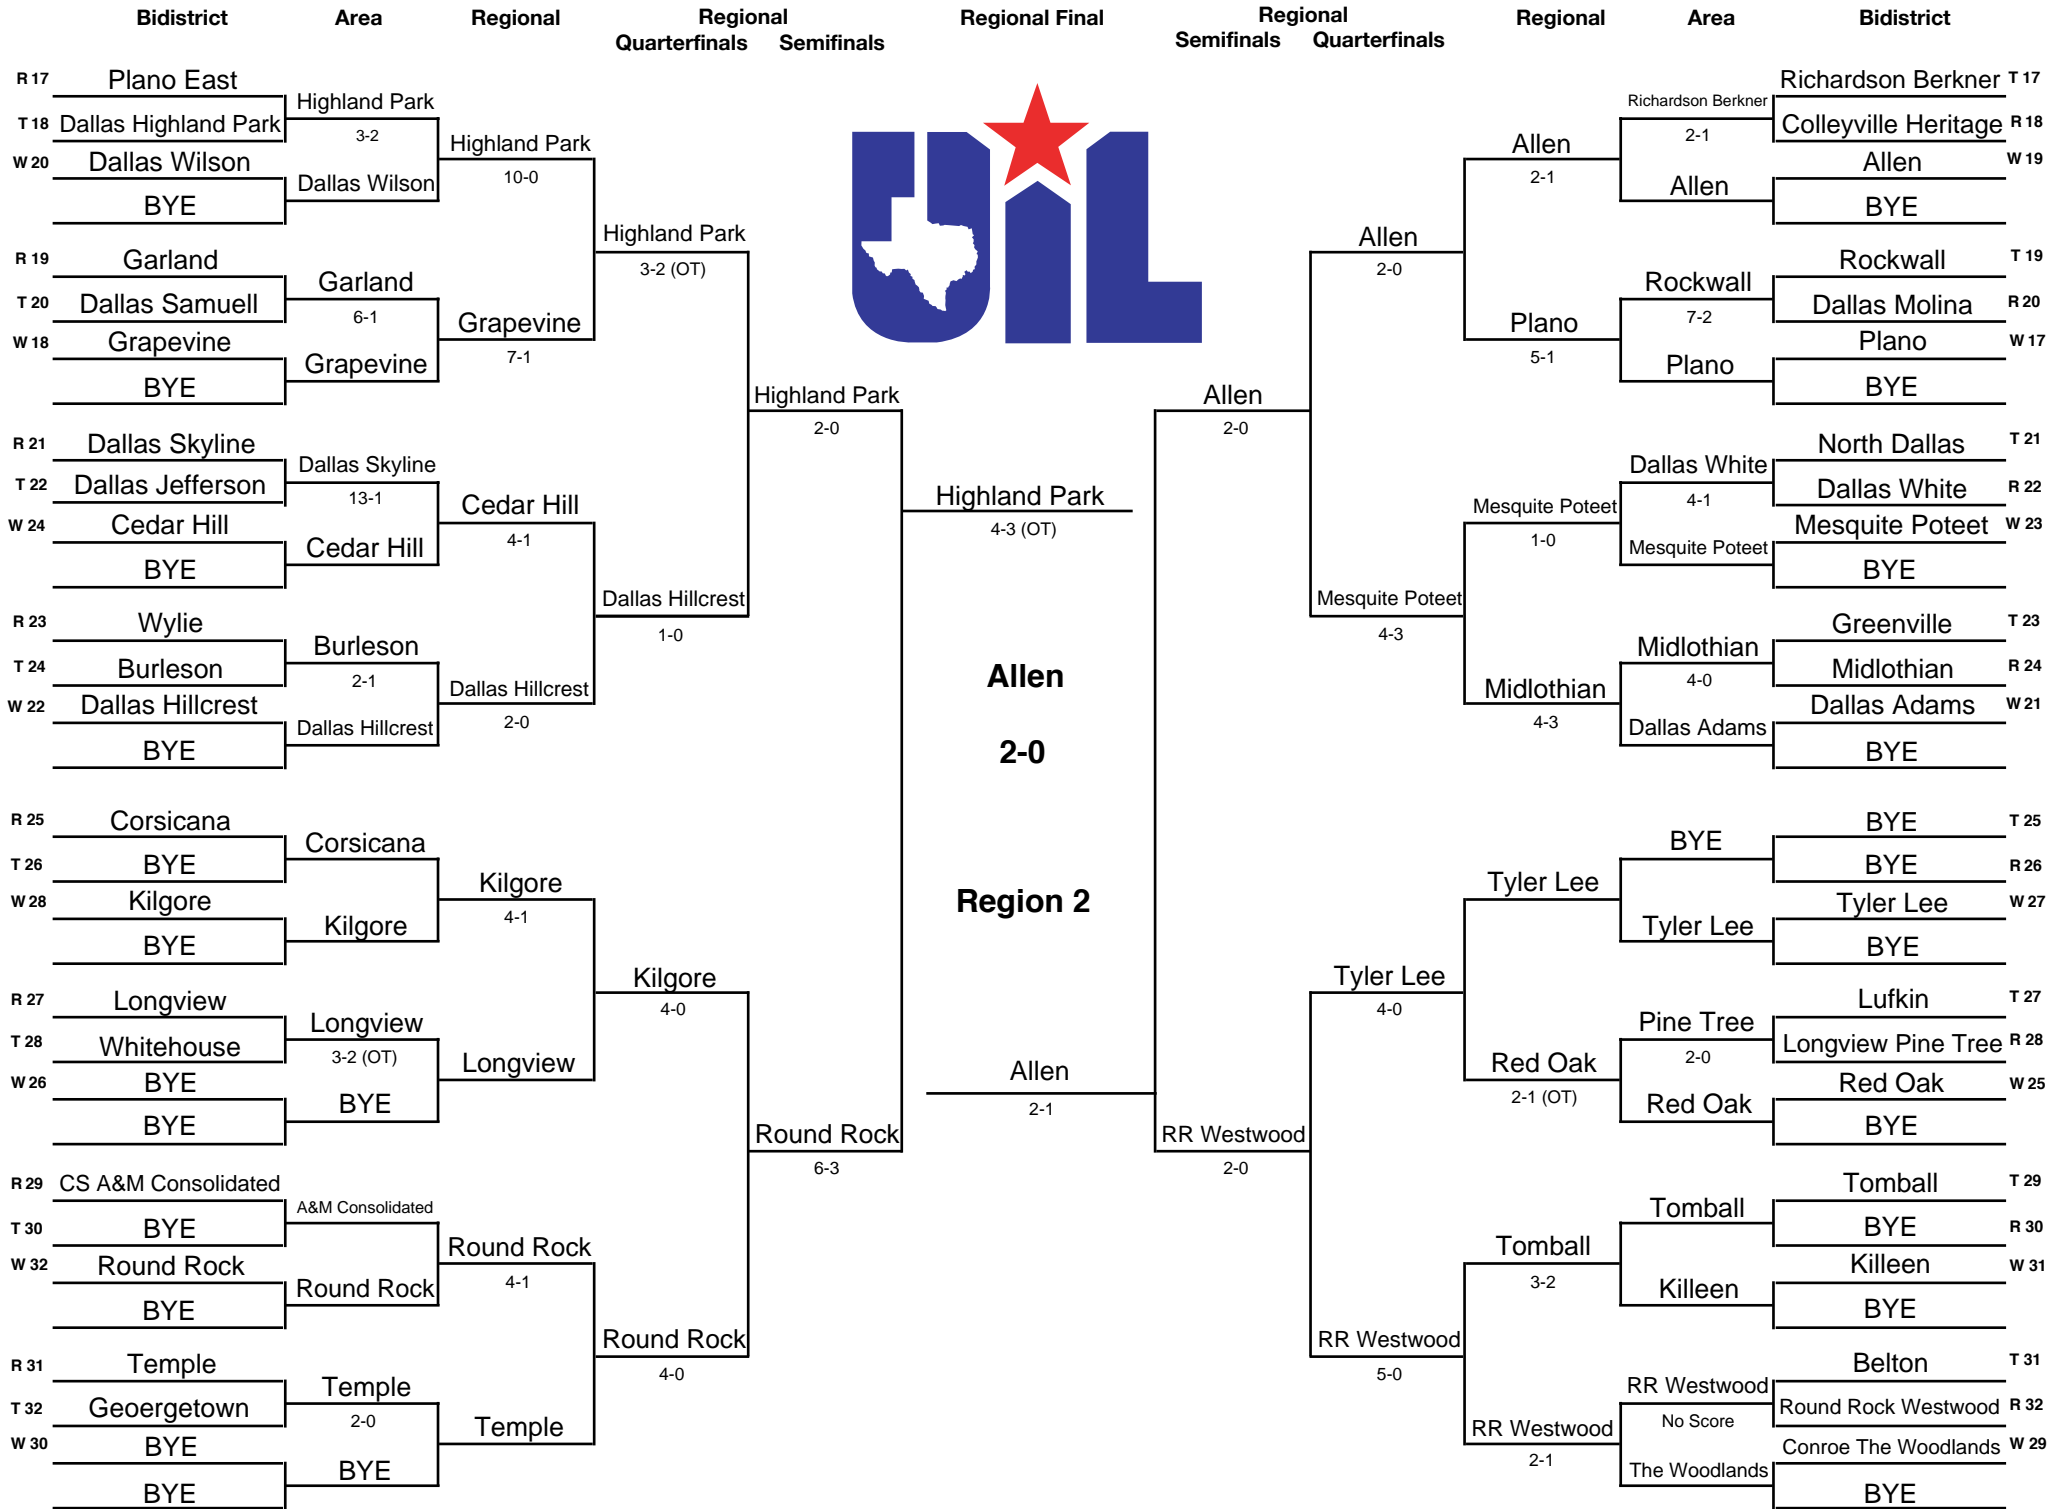 Bidistrict Area Regional Regional Regional Final Regional Regional Area Bidistrict
Quarterfinals Semifinals Semifinals Quarterfinals
R 17 Plano East
Highland Park
T 18 Dallas Highland Park
3-2
Highland Park
10-0
W 20 Dallas Wilson
Dallas Wilson
BYE
Highland Park
3-2 (OT)
R 19 Garland
Garland
T 20 Dallas Samuell
6-1
Grapevine
7-1
W 18 Grapevine
Grapevine
BYE
Highland Park
2-0
R 21 Dallas Skyline
Dallas Skyline
T 22 Dallas Jefferson
13-1
Cedar Hill
4-1
W 24 Cedar Hill
Cedar Hill
BYE
Dallas Hillcrest
1-0
R 23 Wylie
Burleson
T 24 Burleson
2-1
Dallas Hillcrest
2-0
W 22 Dallas Hillcrest
Dallas Hillcrest
BYE
R 25 Corsicana
Corsicana
T 26 BYE
Kilgore
4-1
W 28 Kilgore
Kilgore
BYE
Kilgore
4-0
R 27 Longview
Longview
T 28 Whitehouse
3-2 (OT)
Longview
W 26 BYE
BYE
BYE
Round Rock
6-3
R 29 CS A&M Consolidated
A&M Consolidated
T 30 BYE
Round Rock
4-1
W 32 Round Rock
Round Rock
BYE
Round Rock
4-0
R 31 Temple
Temple
T 32 Geoergetown
2-0
Temple
W 30 BYE
BYE
BYE
UIL
Highland Park
4-3 (OT)
Allen
2-0
Region 2
Allen
2-1
Richardson Berkner T 17
Richardson Berkner
Colleyville Heritage R 18
2-1
Allen
2-1
Allen W 19
Allen
BYE
Allen
2-0
Rockwall T 19
Rockwall
Dallas Molina R 20
7-2
Plano
5-1
Plano W 17
Plano
BYE
Allen
2-0
North Dallas T 21
Dallas White
Dallas White R 22
4-1
Mesquite Poteet
1-0
Mesquite Poteet W 23
Mesquite Poteet
BYE
Mesquite Poteet
4-3
Greenville T 23
Midlothian
Midlothian R 24
4-0
Midlothian
4-3
Dallas Adams W 21
Dallas Adams
BYE
BYE T 25
BYE
BYE R 26
Tyler Lee
Tyler Lee W 27
Tyler Lee
BYE
Tyler Lee
4-0
Lufkin T 27
Pine Tree
Longview Pine Tree R 28
2-0
Red Oak
2-1 (OT)
Red Oak W 25
Red Oak
BYE
RR Westwood
2-0
Tomball T 29
Tomball
BYE R 30
Tomball
3-2
Killeen W 31
Killeen
BYE
RR Westwood
5-0
Belton T 31
RR Westwood
Round Rock Westwood R 32
No Score
RR Westwood
2-1
Conroe The Woodlands W 29
The Woodlands
BYE